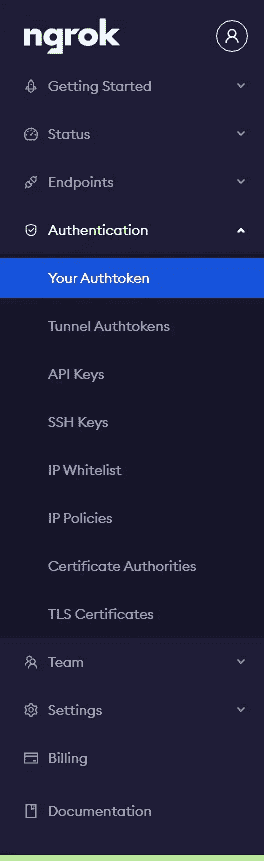 ngrok
Getting Started
Status
Endpoints
Authentication
Your Authtoken
Tunnel Authtokens
API Keys
SSH Keys
IP Whitelist
IP Policies
Certificate Authorities
TLS Certificates
Team
Settings
Billing
Documentation